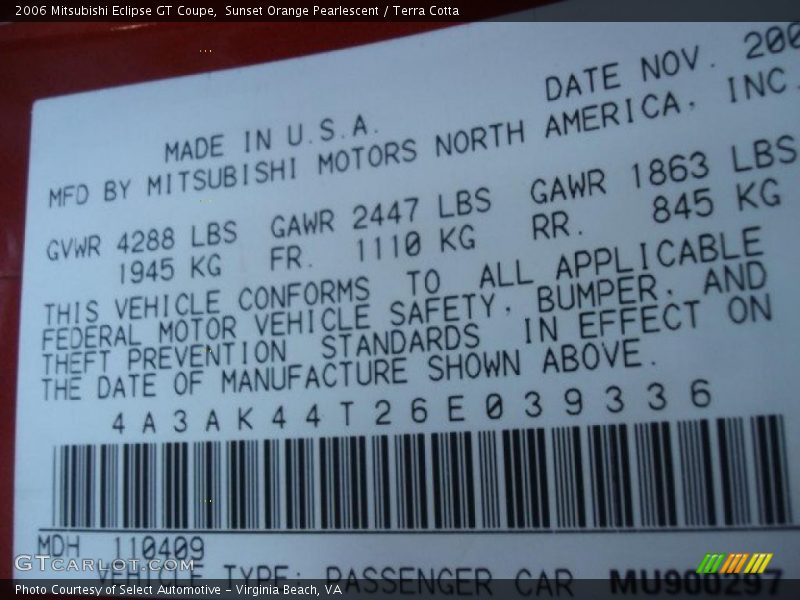 2006 Mitsubishi Eclipse GT Coupe,  Sunset Orange Pearlescent / Terra Cotta
DATE NOV. 200
MADE IN U.S.A.
MFD BY MITSUBISHI MOTORS NORTH AMERICA, INC.
GVWR 4288 LBS GAWR 2447 LBS GAWR 1863 LBS
1945 KG FR. 1110 KG RR. 845 KG
THIS VEHICLE CONFORMS TO ALL APPLICABLE
FEDERAL MOTOR VEHICLE SAFETY, BUMPER, AND
THEFT PREVENTION STANDARDS IN EFFECT ON
THE DATE OF MANUFACTURE SHOWN ABOVE.
4A3AK44T26E039336
MDH 110409
GTCARLOT.COM
VEHICLE TYPE: PASSENGER CAR MU900297
Photo Courtesy of Select Automotive – Virginia Beach, VA